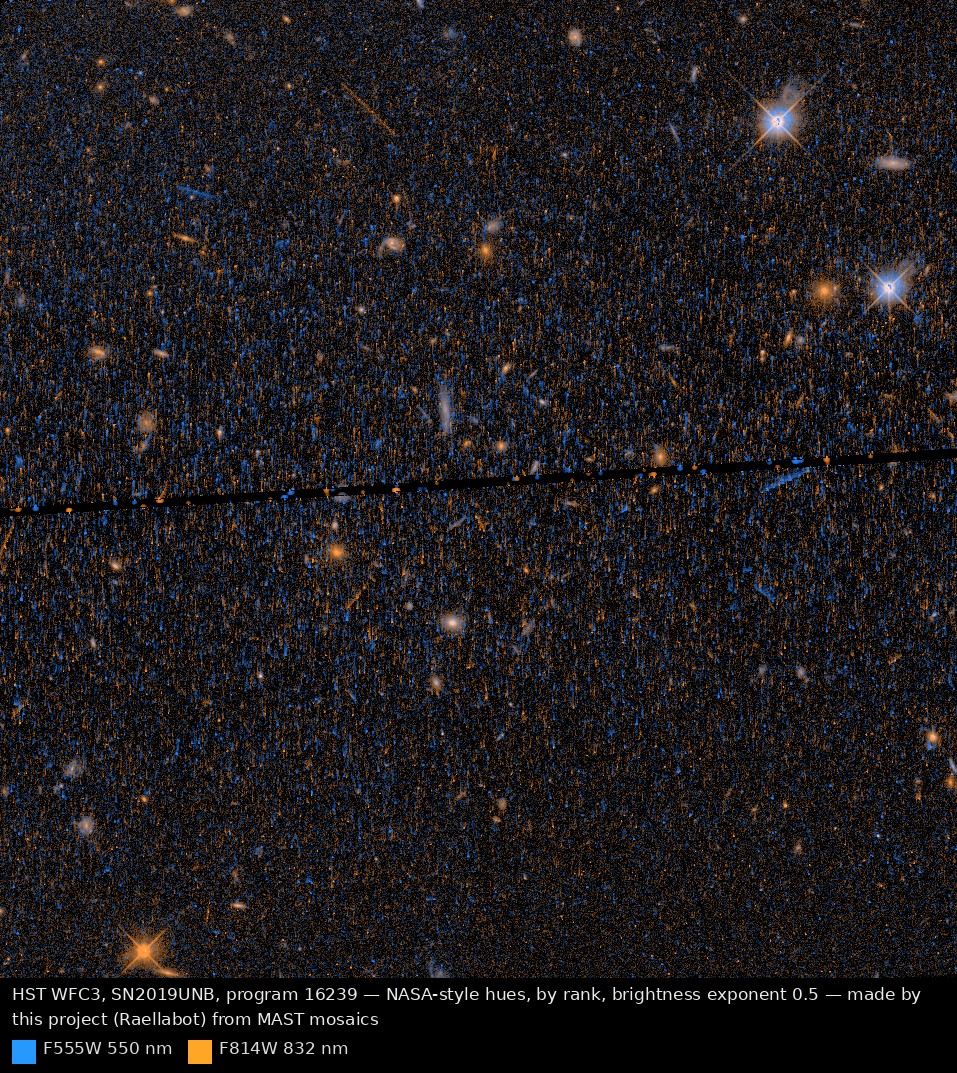 HST WFC3, SN2019UNB, program 16239 — NASA-style hues, by rank, brightness exponent 0.5 — made by
this project (Raellabot) from MAST mosaics
F555W 550 nm F814W 832 nm